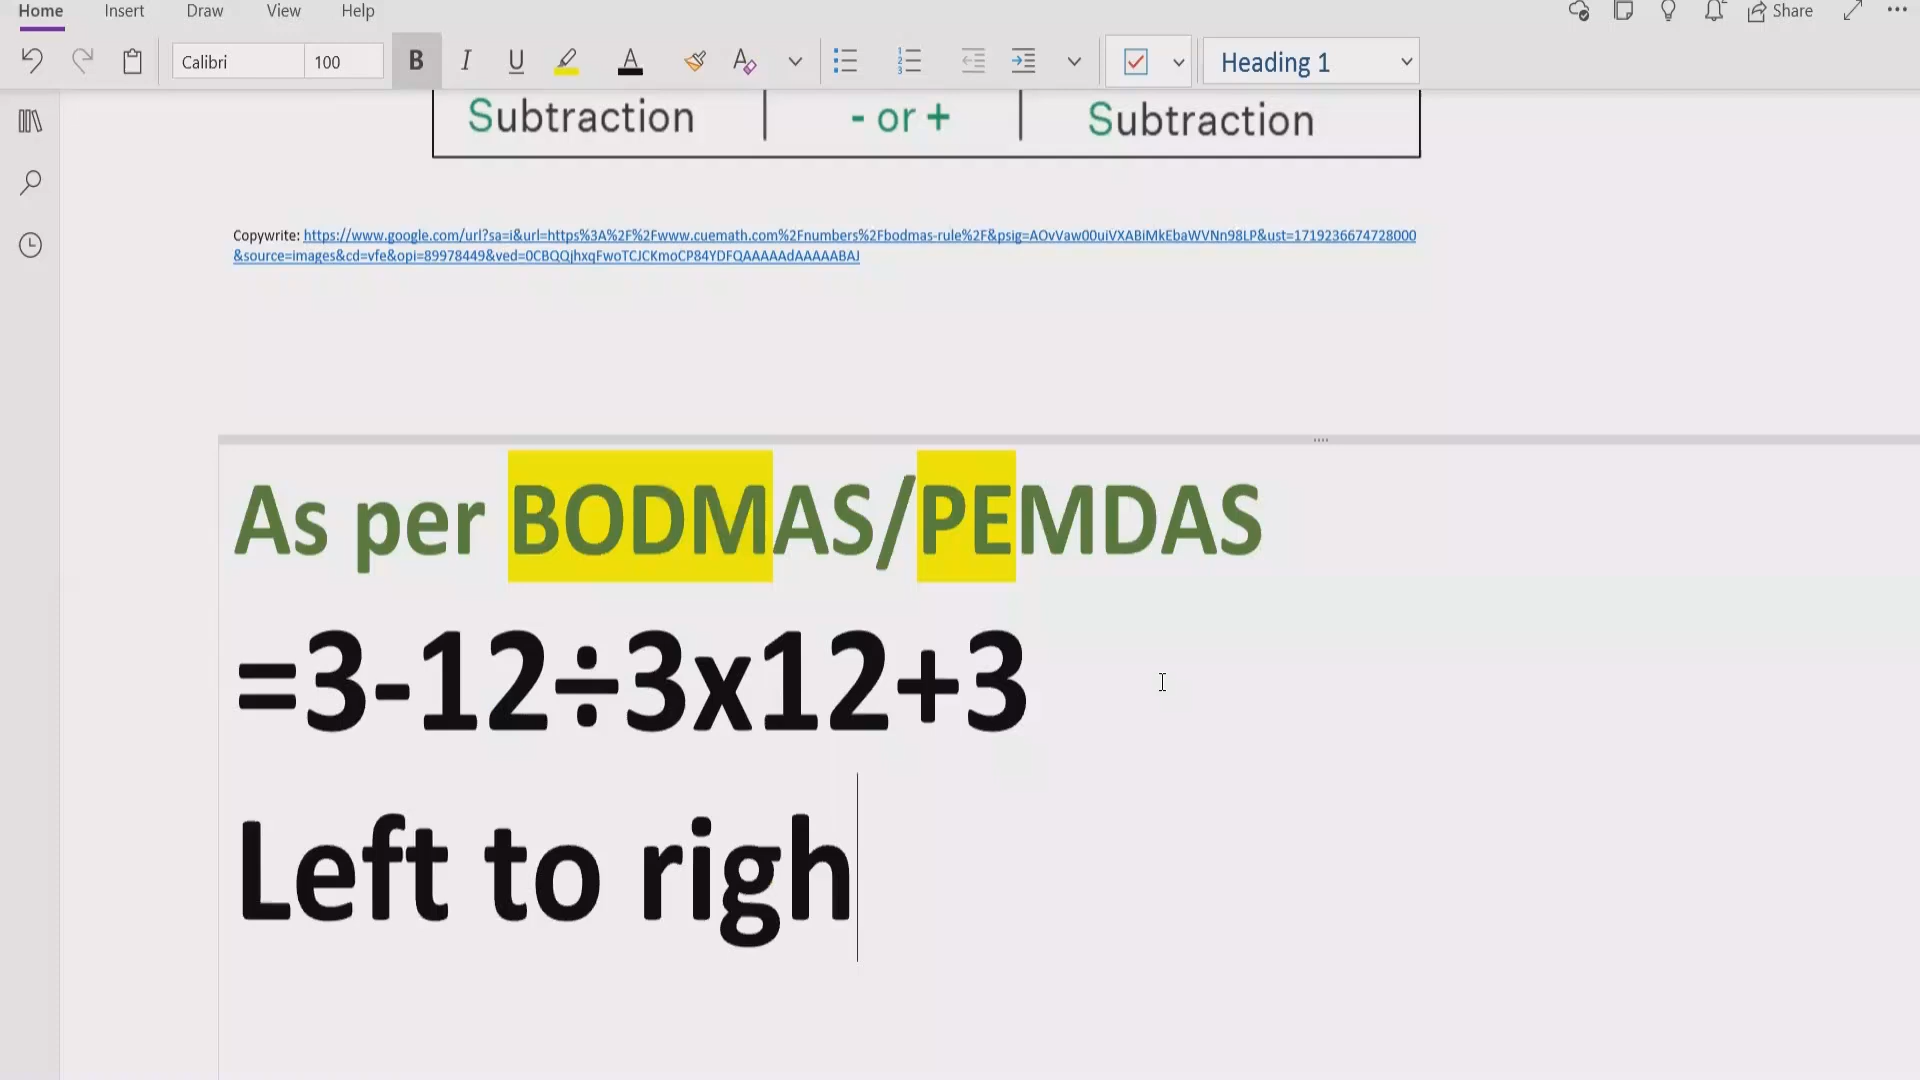 Home Insert Draw View Help Share
Calibri 100 B I U A A Heading 1
Subtraction - or + Subtraction
Copywrite: https://www.google.com/url?sa=i&url=https%3A%2F%2Fwww.cuemath.com%2Fnumbers%2Fbodmas-rule%2F&psig=AOvVaw00uiVXABiMkEbaWVNn98LP&ust=1719236674728000
&source=images&cd=vfe&opi=89978449&ved=0CBQQjhxqFwoTCJCKmoCP84YDFQAAAAAdAAAAABAJ
As per BODMAS/PEMDAS
=3-12÷3x12+3
Left to righ